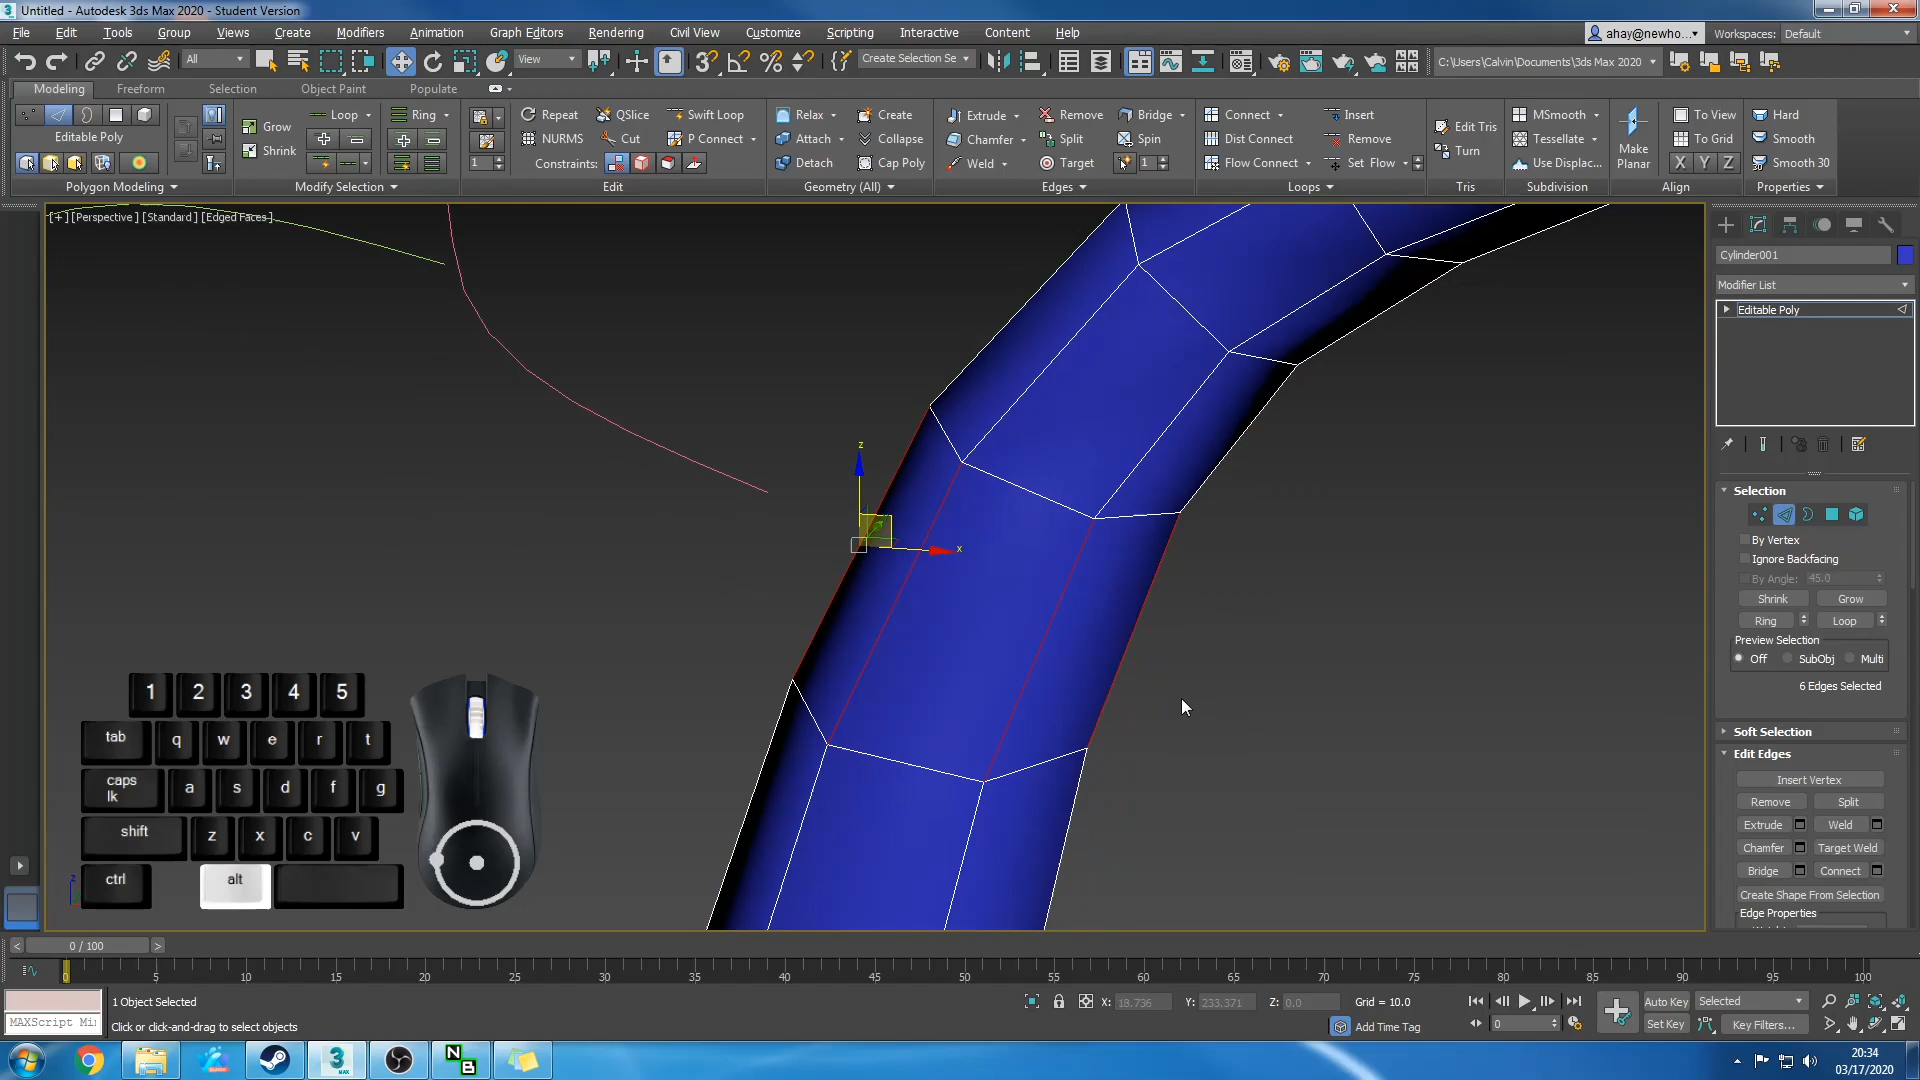 Untitled - Autodesk 3ds Max 2020 - Student Version
File Edit Tools Group Views Create Modifiers Animation Graph Editors Rendering Civil View Customize Scripting Interactive Content Help
ahay@newho... Workspaces: Default
All View Create Selection Se C:\Users\Calvin\Documents\3ds Max 2020
Modeling Freeform Selection Object Paint Populate
Loop Ring Repeat QSlice Swift Loop Relax Create Extrude Remove Bridge Connect Insert MSmooth To View Hard
Editable Poly Grow NURMS Cut P Connect Attach Collapse Chamfer Split Spin Dist Connect Remove Edit Tris Tessellate Make Planar To Grid Smooth
Shrink 1 Constraints: Detach Cap Poly Weld Target 1 Flow Connect Set Flow Turn Use Displac... X Y Z Smooth 30
Polygon Modeling Modify Selection Edit Geometry (All) Edges Loops Tris Subdivision Align Properties
[+] [Perspective] [Standard] [Edged Faces]
Cylinder001
Modifier List
Editable Poly
z
x
Selection
By Vertex
Ignore Backfacing
By Angle: 45.0
Shrink Grow
Ring Loop
Preview Selection
Off SubObj Multi
6 Edges Selected
Soft Selection
Edit Edges
Insert Vertex
Remove Split
Extrude Weld
Chamfer Target Weld
Bridge Connect
Create Shape From Selection
Edge Properties
1 2 3 4 5
tab q w e r t
caps lk a s d f g
shift z x c v
ctrl alt
z
< 0 / 100 >
0 5 10 15 20 25 30 35 40 45 50 55 60 65 70 75 80 85 90 95 100
1 Object Selected X: 18.736 Y: 233.371 Z: 0.0 Grid = 10.0 Auto Key Selected
MAXScript Mi Click or click-and-drag to select objects Add Time Tag 0 Set Key Key Filters...
3 MAX N B
20:34
03/17/2020